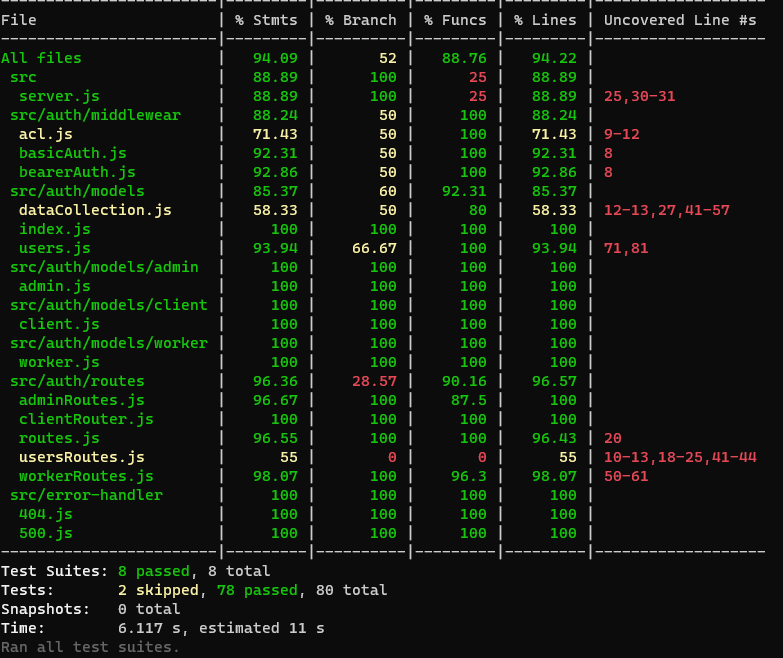 File | % Stmts | % Branch | % Funcs | % Lines | Uncovered Line #s
All files | 94.09 | 52 | 88.76 | 94.22 |
src | 88.89 | 100 | 25 | 88.89 |
server.js | 88.89 | 100 | 25 | 88.89 | 25,30-31
src/auth/middlewear | 88.24 | 50 | 100 | 88.24 |
acl.js | 71.43 | 50 | 100 | 71.43 | 9-12
basicAuth.js | 92.31 | 50 | 100 | 92.31 | 8
bearerAuth.js | 92.86 | 50 | 100 | 92.86 | 8
src/auth/models | 85.37 | 60 | 92.31 | 85.37 |
dataCollection.js | 58.33 | 50 | 80 | 58.33 | 12-13,27,41-57
index.js | 100 | 100 | 100 | 100 |
users.js | 93.94 | 66.67 | 100 | 93.94 | 71,81
src/auth/models/admin | 100 | 100 | 100 | 100 |
admin.js | 100 | 100 | 100 | 100 |
src/auth/models/client | 100 | 100 | 100 | 100 |
client.js | 100 | 100 | 100 | 100 |
src/auth/models/worker | 100 | 100 | 100 | 100 |
worker.js | 100 | 100 | 100 | 100 |
src/auth/routes | 96.36 | 28.57 | 90.16 | 96.57 |
adminRoutes.js | 96.67 | 100 | 87.5 | 96.67 |
clientRouter.js | 100 | 100 | 100 | 100 |
routes.js | 96.55 | 100 | 100 | 96.43 | 20
usersRoutes.js | 55 | 0 | 0 | 55 | 10-13,18-25,41-44
workerRoutes.js | 98.07 | 100 | 96.3 | 98.07 | 50-61
src/error-handler | 100 | 100 | 100 | 100 |
404.js | 100 | 100 | 100 | 100 |
500.js | 100 | 100 | 100 | 100 |
Test Suites: 8 passed, 8 total
Tests: 2 skipped, 78 passed, 80 total
Snapshots: 0 total
Time: 6.117 s, estimated 11 s
Ran all test suites.